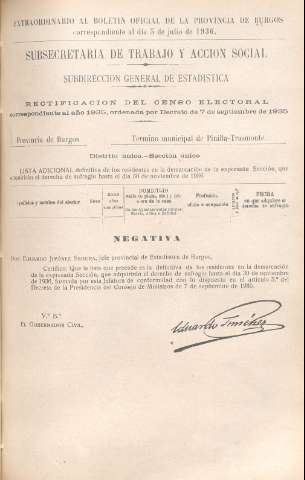 EXTRAORDINARIO AL BOLETIN OFICIAL DE LA PROVINCIA DE BURGOS
correspondiente al día 5 de julio de 1936.
SUBSECRETARIA DE TRABAJO Y ACCION SOCIAL
SUBDIRECCION GENERAL DE ESTADISTICA
RECTIFICACION DEL CENSO ELECTORAL
correspondiente al año 1935, ordenada por Decreto de 7 de septiembre de 1935
Provincia de Burgos Término municipal de Pinilla-Trasmonte
Distrito único.-Sección única
LISTA ADICIONAL definitiva de los residentes en la demarcación de la expresada Sección, que
adquirirán el derecho de sufragio hasta el día 30 de noviembre de 1936.
Apellidos y nombre del elector Sexo DOMICILIO Profesión, oficio u ocupación FECHA en que adquiere el derecho de sufragio
NEGATIVA
Don EDUARDO JIMÉNEZ, jefe provincial de Estadística de Burgos,
Certifico: Que la lista que precede es la definitiva de los residentes en la demarcación
de la expresada Sección, que adquirirán el derecho de sufragio hasta el día 30 de noviembre
de 1936, formada por esta Jefatura de conformidad con lo dispuesto en el artículo 3.º del
Decreto de la Presidencia del Consejo de Ministros de 7 de septiembre de 1935.
V.º B.º
EL GOBERNADOR CIVIL,
Eduardo Jiménez